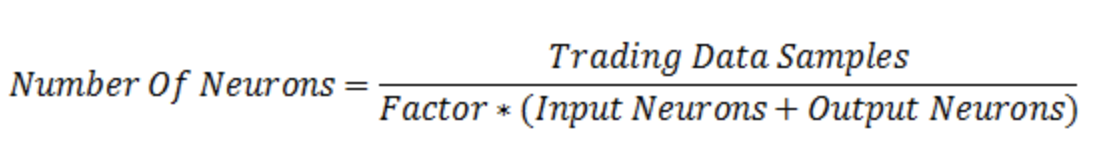 Number Of Neurons = Trading Data Samples / Factor * (Input Neurons + Output Neurons)